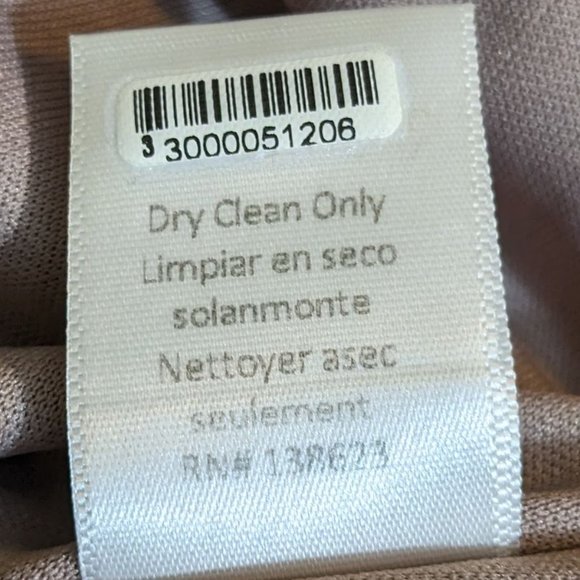 3 3000051206
Dry Clean Only
Limpiar en seco
solanmonte
Nettoyer asec
seulement
RN# 138623